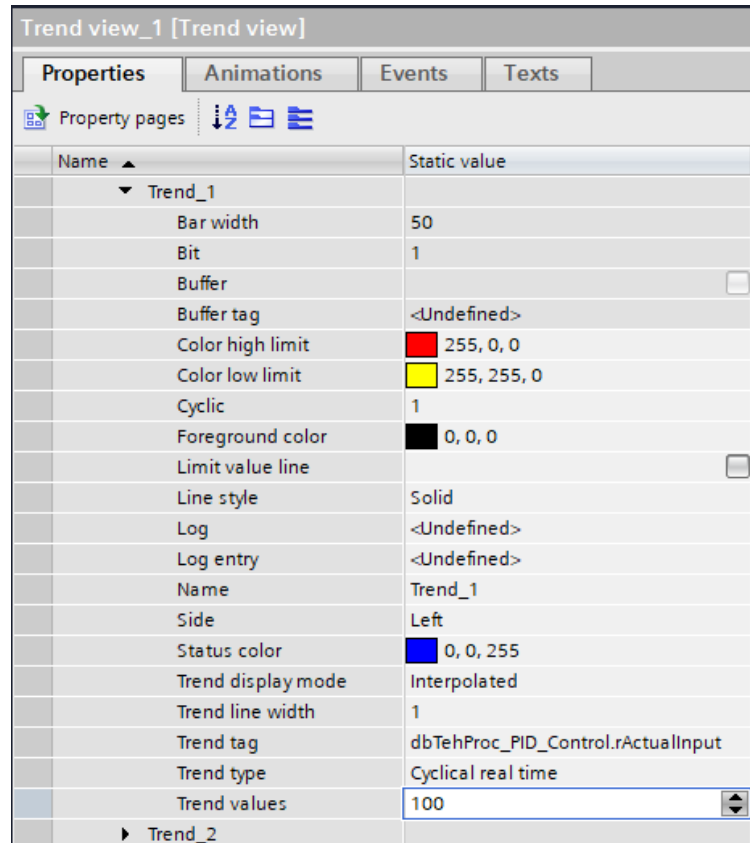 Trend view_1 [Trend view]
Properties Animations Events Texts
Property pages
Name Static value
Trend_1
Bar width 50
Bit 1
Buffer
Buffer tag <Undefined>
Color high limit 255, 0, 0
Color low limit 255, 255, 0
Cyclic 1
Foreground color 0, 0, 0
Limit value line
Line style Solid
Log <Undefined>
Log entry <Undefined>
Name Trend_1
Side Left
Status color 0, 0, 255
Trend display mode Interpolated
Trend line width 1
Trend tag dbTehProc_PID_Control.rActualInput
Trend type Cyclical real time
Trend values 100
Trend_2